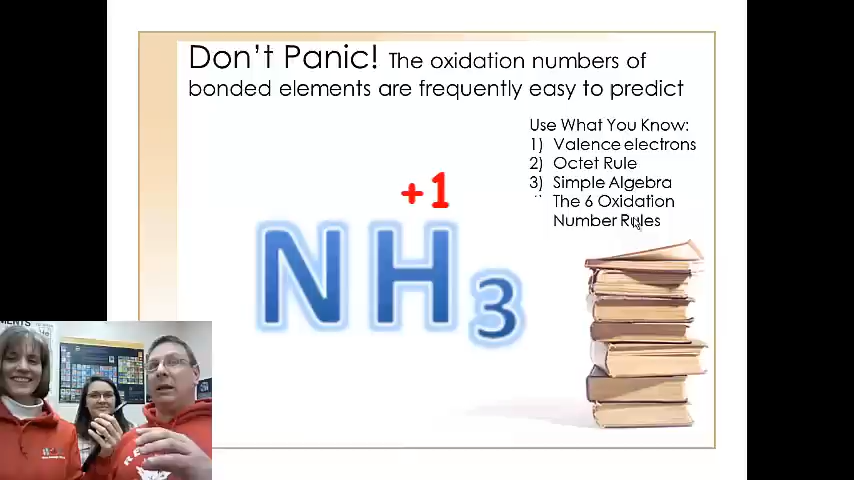 Don't Panic! The oxidation numbers of
bonded elements are frequently easy to predict
Use What You Know:
1) Valence electrons
2) Octet Rule
3) Simple Algebra
The 6 Oxidation
Number Rules
+1
NH3